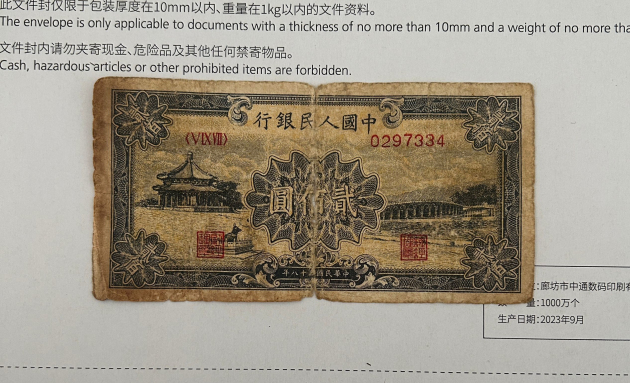 此文件封仅限于包装厚度在10mm以内、重量在1kg以内的文件资料。
The envelope is only applicable to documents with a thickness of no more than 10mm and a weight of no more tha
文件封内请勿夹寄现金、危险品及其他任何禁寄物品。
Cash, hazardous articles or other prohibited items are forbidden.
行銀民人國中
(VIXVII)
0297334
圓佰貳
年八十國民華中
:廊坊市中通数码印刷有
量:1000万个
生产日期:2023年9月